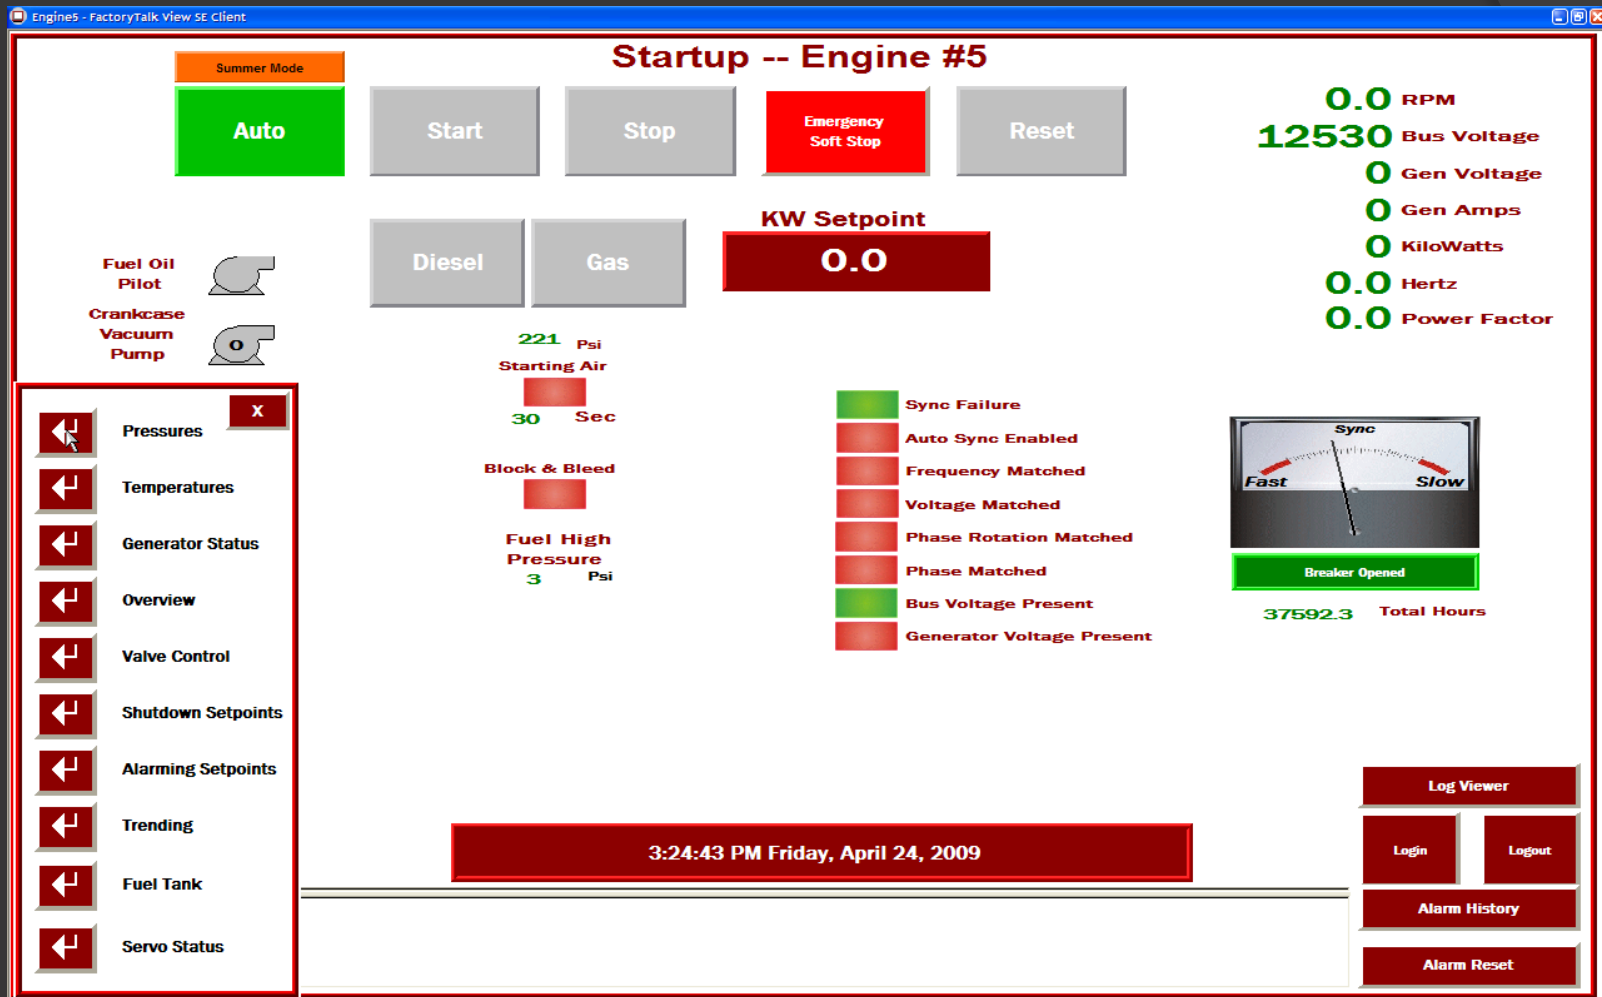 Engine5 - FactoryTalk View SE Client
Startup -- Engine #5
Summer Mode
Auto
Start
Stop
Emergency
Soft Stop
Reset
0.0 RPM
12530 Bus Voltage
0 Gen Voltage
0 Gen Amps
0 KiloWatts
0.0 Hertz
0.0 Power Factor
KW Setpoint
0.0
Diesel
Gas
Fuel Oil
Pilot
Crankcase
Vacuum
Pump
0
221 Psi
Starting Air
30 Sec
Block & Bleed
Fuel High
Pressure
3 Psi
Sync Failure
Auto Sync Enabled
Frequency Matched
Voltage Matched
Phase Rotation Matched
Phase Matched
Bus Voltage Present
Generator Voltage Present
Sync
Fast
Slow
Breaker Opened
37592.3 Total Hours
X
Pressures
Temperatures
Generator Status
Overview
Valve Control
Shutdown Setpoints
Alarming Setpoints
Trending
Fuel Tank
Servo Status
3:24:43 PM Friday, April 24, 2009
Log Viewer
Login
Logout
Alarm History
Alarm Reset